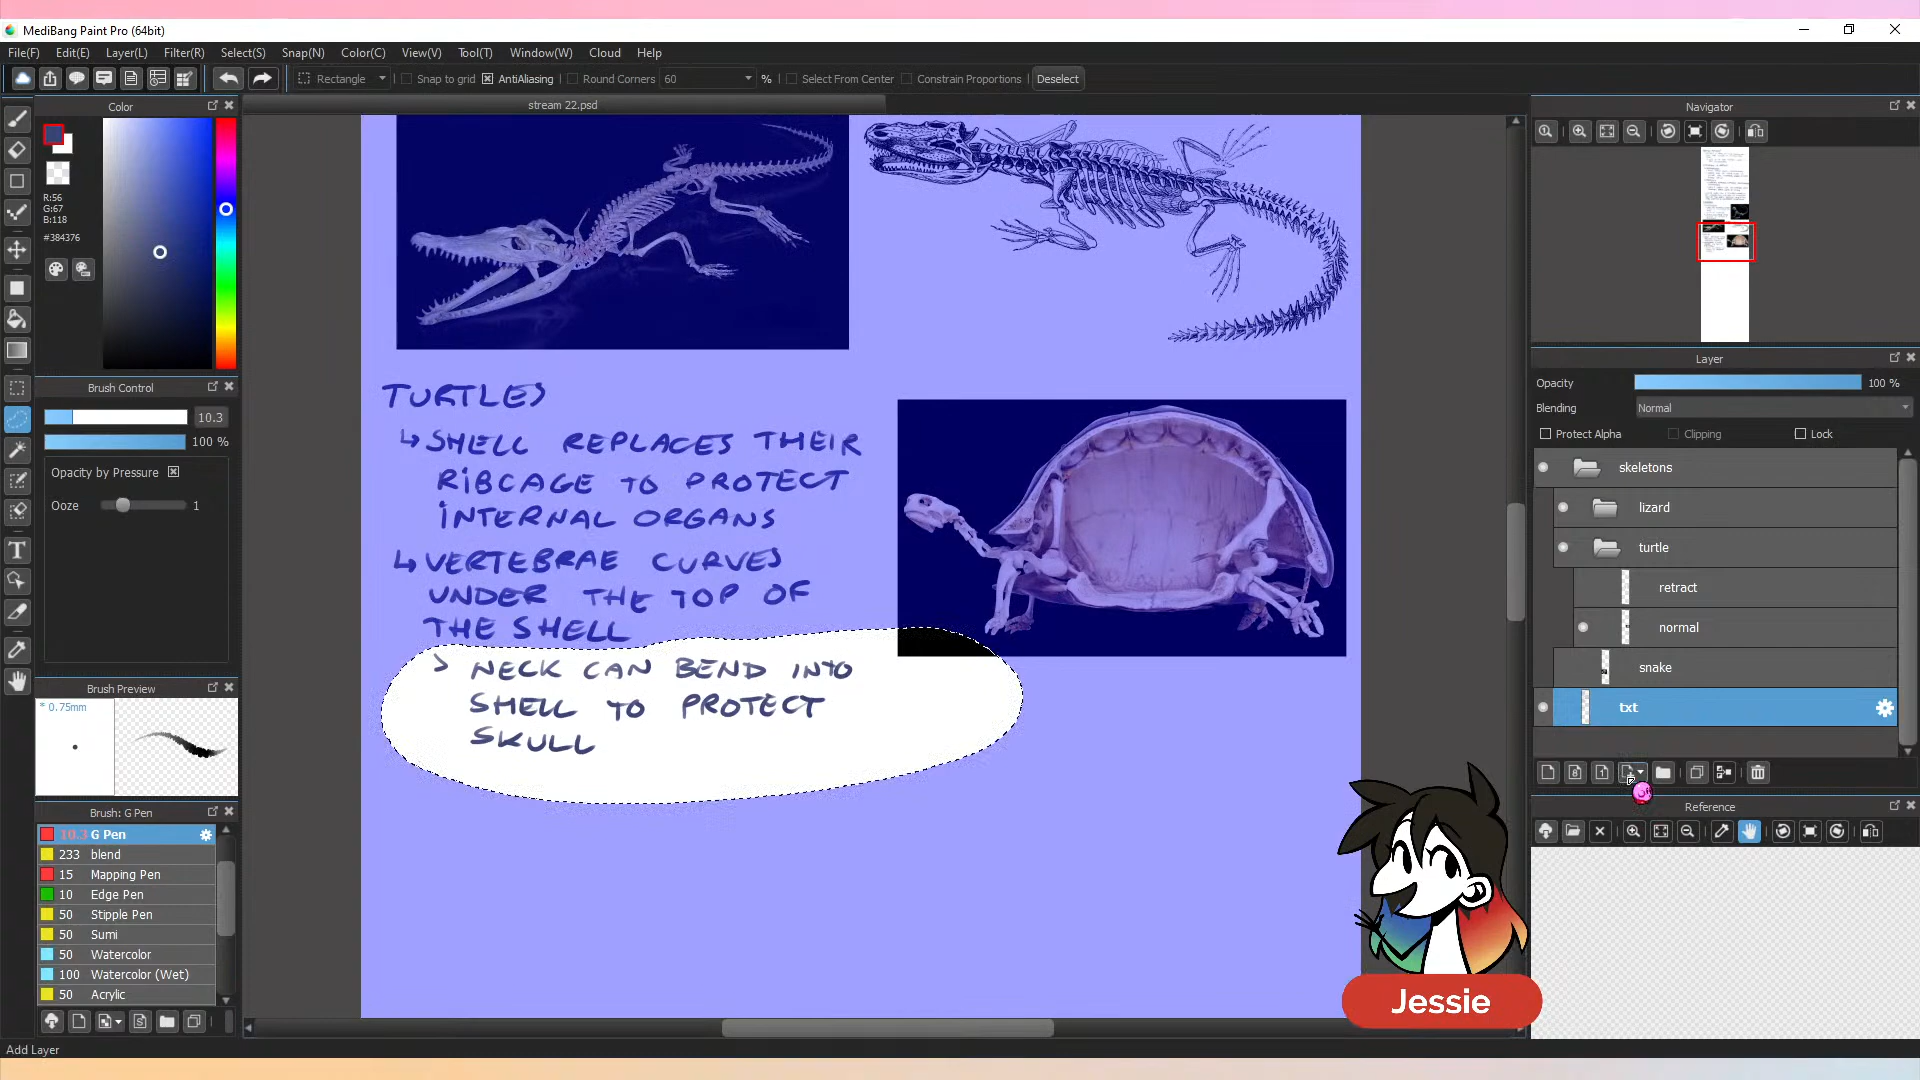 MediBang Paint Pro (64bit)
File(F) Edit(E) Layer(L) Filter(R) Select(S) Snap(N) Color(C) View(V) Tool(T) Window(W) Cloud Help
Rectangle Snap to grid AntiAliasing Round Corners 60 % Select From Center Constrain Proportions Deselect
Color
stream 22.psd
Navigator
R:56
G:67
B:118
#384376
Brush Control
10.3
100 %
Opacity by Pressure
Ooze 1
Brush Preview
* 0.75mm
Brush: G Pen
10.3 G Pen
233 blend
15 Mapping Pen
10 Edge Pen
50 Stipple Pen
50 Sumi
50 Watercolor
100 Watercolor (Wet)
50 Acrylic
Add Layer
TURTLES
↳ SHELL REPLACES THEIR
RIBCAGE TO PROTECT
INTERNAL ORGANS
↳ VERTEBRAE CURVES
UNDER THE TOP OF
THE SHELL
> NECK CAN BEND INTO
SHELL TO PROTECT
SKULL
Layer
Opacity 100 %
Blending Normal
Protect Alpha Clipping Lock
skeletons
lizard
turtle
retract
normal
snake
txt
Reference
Jessie